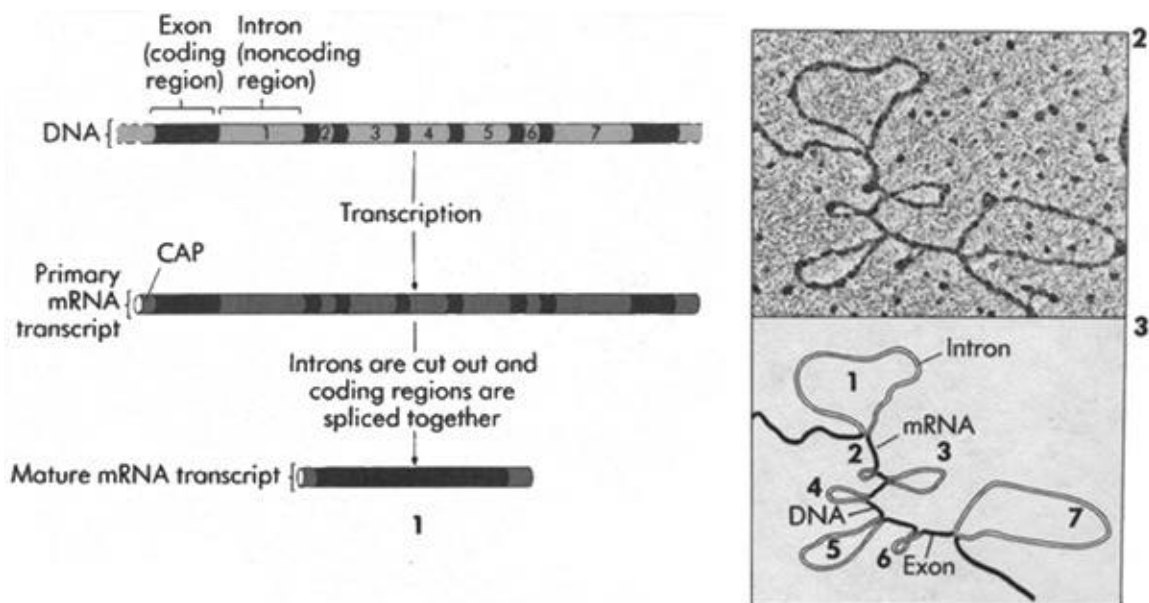 Exon
(coding
region)
Intron
(noncoding
region)
DNA
1 2 3 4 5 6 7
Transcription
CAP
Primary
mRNA
transcript
Introns are cut out and
coding regions are
spliced together
Mature mRNA transcript
1
2
3
Intron
1
mRNA
2 3
4
DNA
7
5
6
Exon